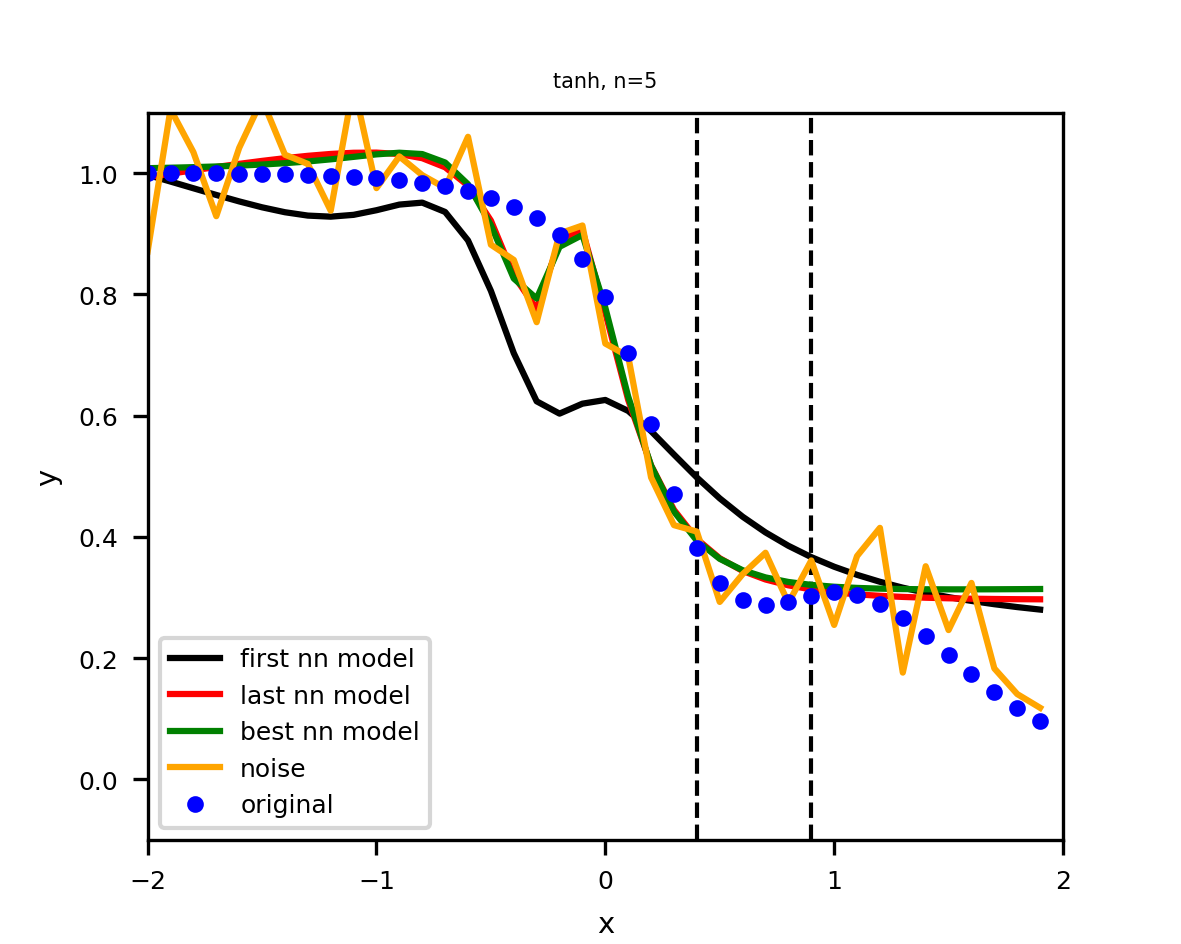 tanh, n=5
1.0
0.8
0.6
0.4
0.2
0.0
y
first nn model
last nn model
best nn model
noise
original
−2
−1
0
1
2
x